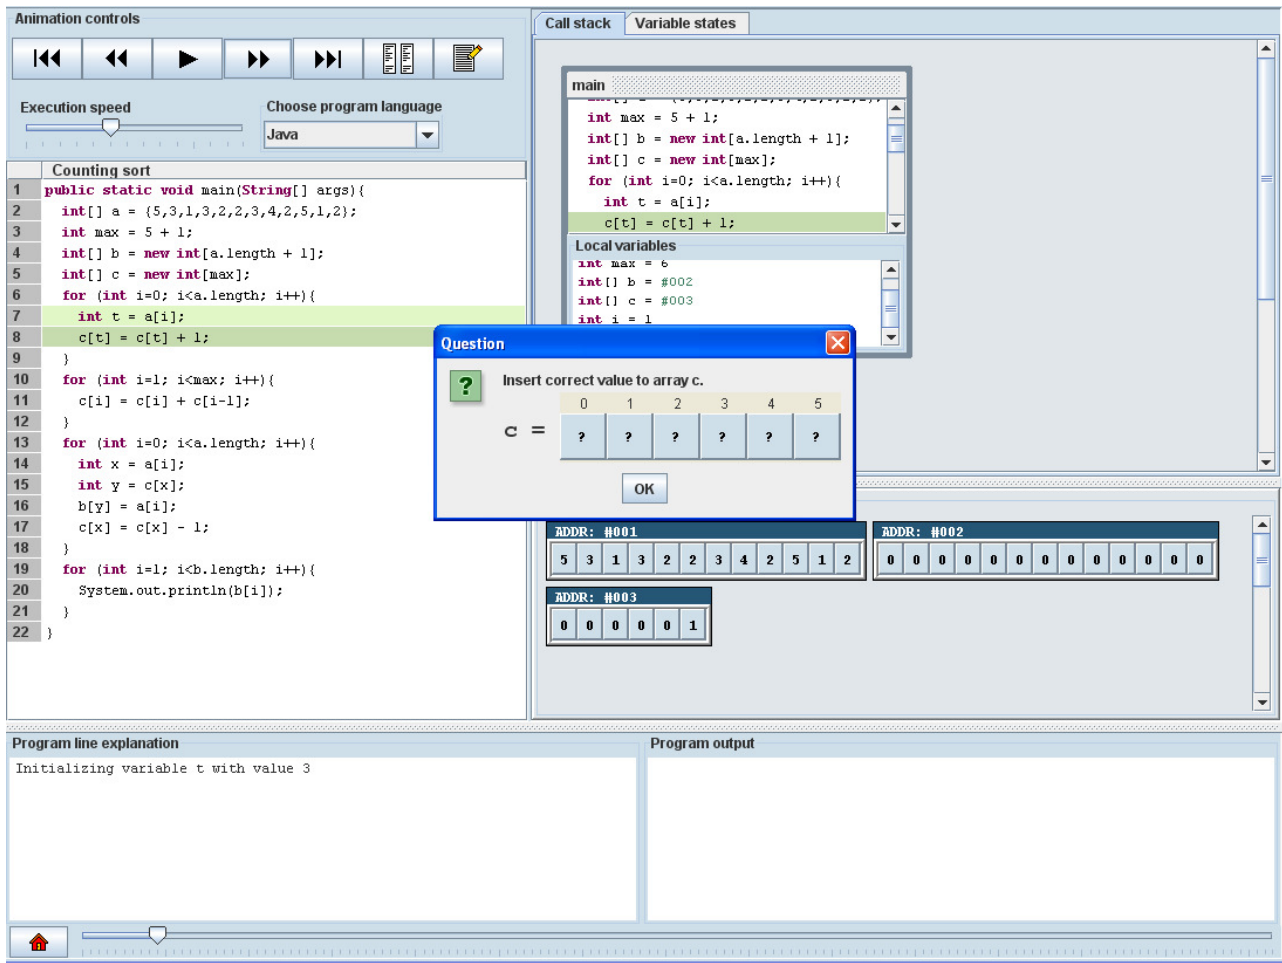 Animation controls
Execution speed
Choose program language
Java
Counting sort
1 public static void main(String[] args){
2 int[] a = {5,3,1,3,2,2,3,4,2,5,1,2};
3 int max = 5 + 1;
4 int[] b = new int[a.length + 1];
5 int[] c = new int[max];
6 for (int i=0; i<a.length; i++){
7 int t = a[i];
8 c[t] = c[t] + 1;
9 }
10 for (int i=1; i<max; i++){
11 c[i] = c[i] + c[i-1];
12 }
13 for (int i=0; i<a.length; i++){
14 int x = a[i];
15 int y = c[x];
16 b[y] = a[i];
17 c[x] = c[x] - 1;
18 }
19 for (int i=1; i<b.length; i++){
20 System.out.println(b[i]);
21 }
22 }
Call stack Variable states
main
int max = 5 + 1;
int[] b = new int[a.length + 1];
int[] c = new int[max];
for (int i=0; i<a.length; i++){
int t = a[i];
c[t] = c[t] + 1;
Local variables
int max = 6
int[] b = #002
int[] c = #003
int i = 1
Question
? Insert correct value to array c.
0 1 2 3 4 5
c = ? ? ? ? ? ?
OK
ADDR: #001
5 3 1 3 2 2 3 4 2 5 1 2
ADDR: #002
0 0 0 0 0 0 0 0 0 0 0 0 0
ADDR: #003
0 0 0 0 0 1
Program line explanation
Initializing variable t with value 3
Program output